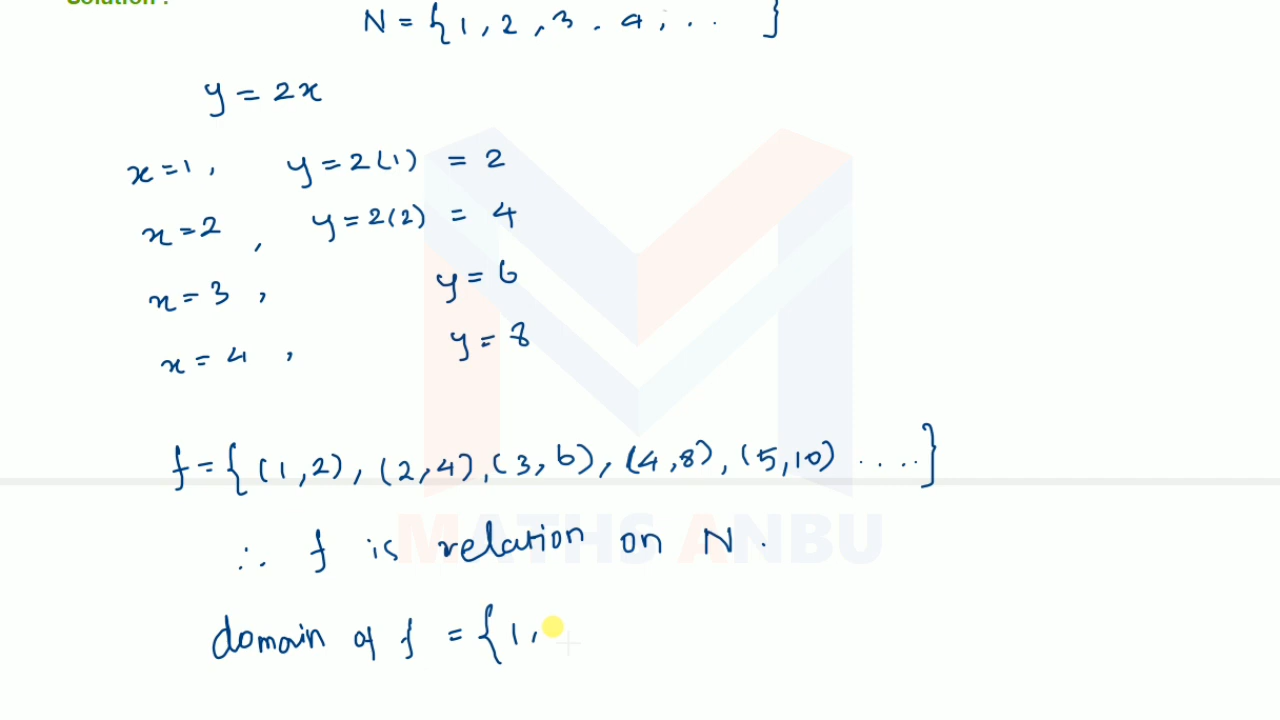 Solution :
N = {1, 2, 3 . 4, . . }
y = 2x
x = 1, y = 2(1) = 2
x = 2, y = 2(2) = 4
x = 3, y = 6
x = 4, y = 8
f = { (1,2), (2,4), (3,6), (4,8), (5,10) ....}
∴ f is relation on N.
MATHS ANBU
domain of f = {1,